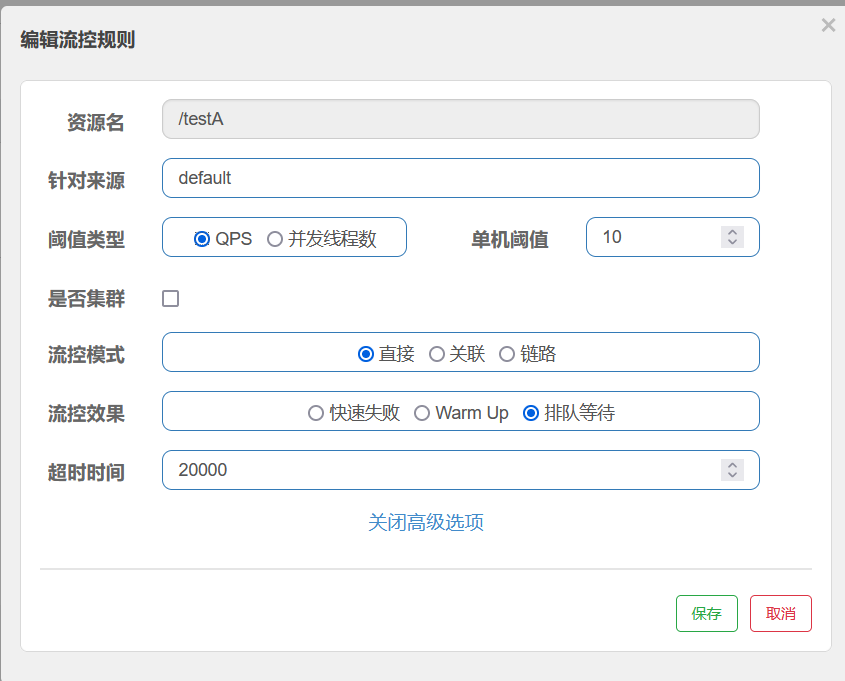 编辑流控规则
×
资源名 /testA
针对来源 default
阈值类型 QPS 并发线程数 单机阈值 10
是否集群
流控模式 直接 关联 链路
流控效果 快速失败 Warm Up 排队等待
超时时间 20000
关闭高级选项
保存 取消